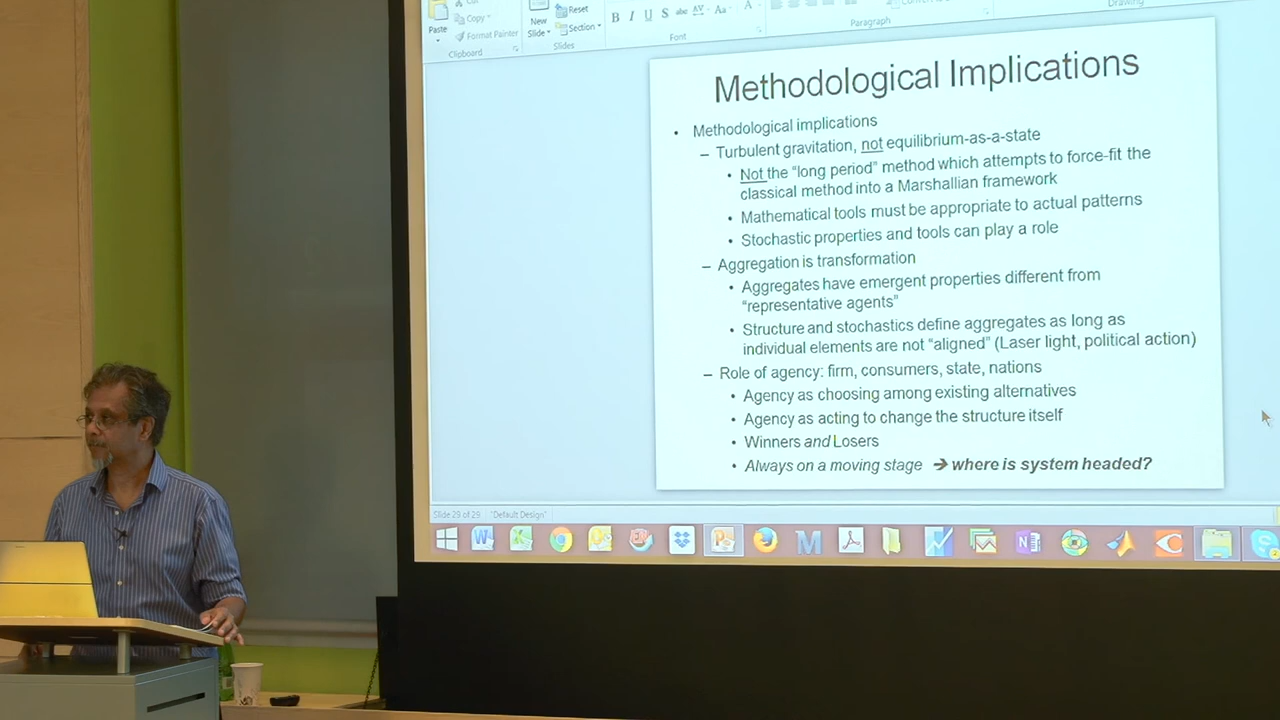 Cut
Paste
Copy
Format Painter
Clipboard
New
Slide
Reset
Section
Slides
B I U S abc AV Aa A
Font
Paragraph
Drawing
Methodological Implications
• Methodological implications
– Turbulent gravitation, not equilibrium-as-a-state
• Not the “long period” method which attempts to force-fit the
classical method into a Marshallian framework
• Mathematical tools must be appropriate to actual patterns
• Stochastic properties and tools can play a role
– Aggregation is transformation
• Aggregates have emergent properties different from
“representative agents”
• Structure and stochastics define aggregates as long as
individual elements are not “aligned” (Laser light, political action)
– Role of agency: firm, consumers, state, nations
• Agency as choosing among existing alternatives
• Agency as acting to change the structure itself
• Winners and Losers
• Always on a moving stage ➔ where is system headed?
Slide 29 of 29 "Default Design"